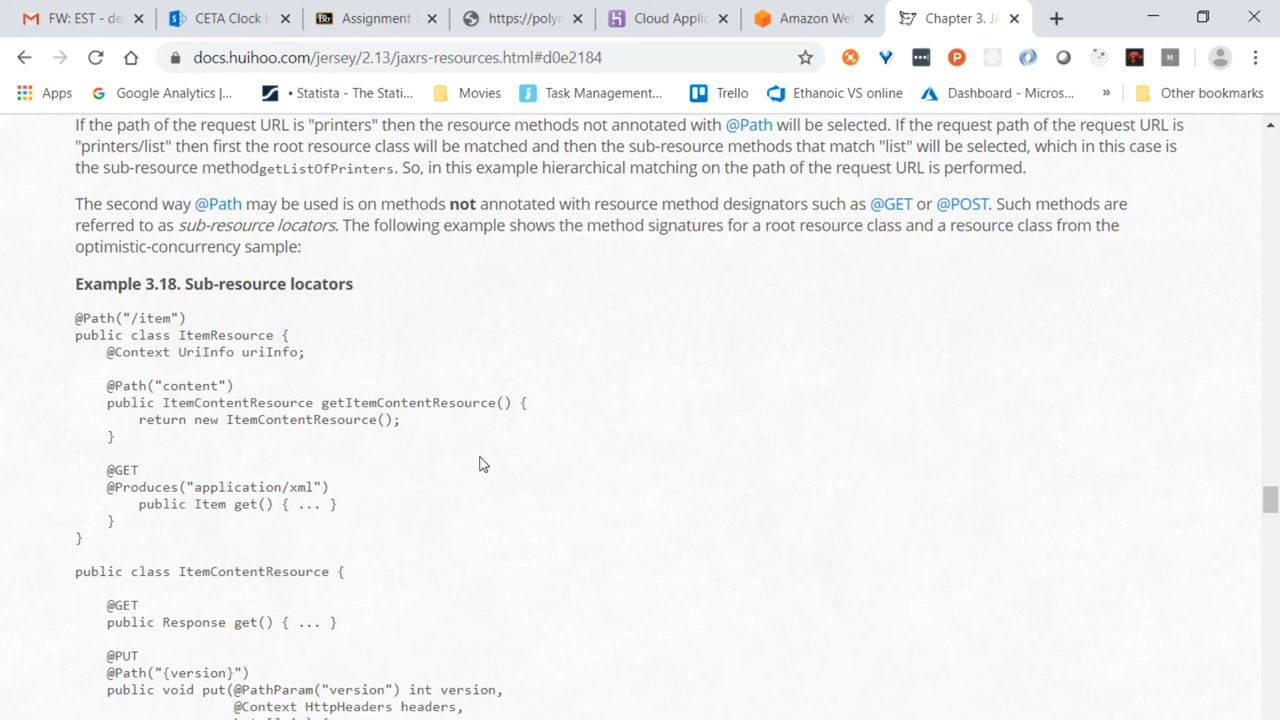 FW: EST - de
CETA Clock I
Bb Assignment
https://polyn
Cloud Applic
Amazon We
Chapter 3. JA
docs.huihoo.com/jersey/2.13/jaxrs-resources.html#d0e2184
Apps
Google Analytics |...
• Statista - The Stati...
Movies
Task Management...
Trello
Ethanoic VS online
Dashboard - Micros...
»
Other bookmarks
If the path of the request URL is "printers" then the resource methods not annotated with @Path will be selected. If the request path of the request URL is
"printers/list" then first the root resource class will be matched and then the sub-resource methods that match "list" will be selected, which in this case is
the sub-resource methodgetListOfPrinters. So, in this example hierarchical matching on the path of the request URL is performed.
The second way @Path may be used is on methods not annotated with resource method designators such as @GET or @POST. Such methods are
referred to as sub-resource locators. The following example shows the method signatures for a root resource class and a resource class from the
optimistic-concurrency sample:
Example 3.18. Sub-resource locators
@Path("/item")
public class ItemResource {
@Context UriInfo uriInfo;
@Path("content")
public ItemContentResource getItemContentResource() {
return new ItemContentResource();
}
@GET
@Produces("application/xml")
public Item get() { ... }
}
}
public class ItemContentResource {
@GET
public Response get() { ... }
@PUT
@Path("{version}")
public void put(@PathParam("version") int version,
@Context HttpHeaders headers,